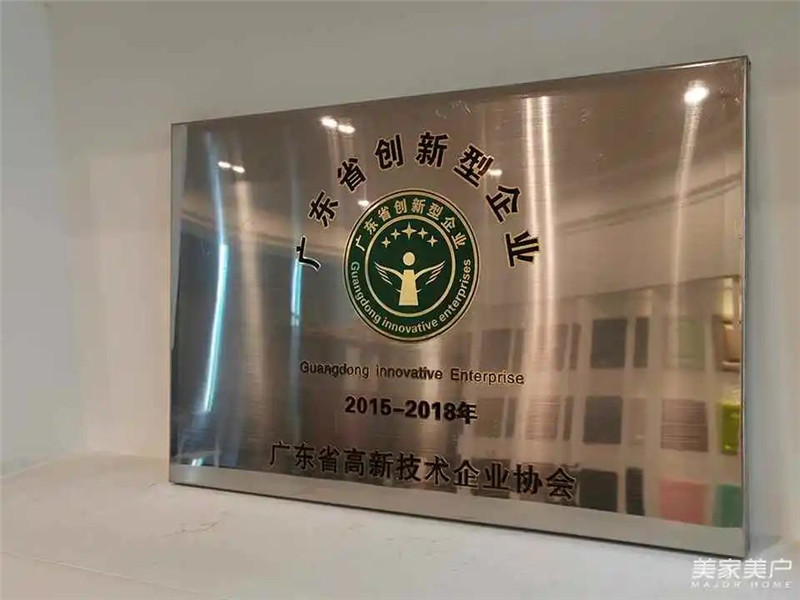 广东省创新型企业
广东省创新型企业
Guangdong innovative enterprises
Guangdong Innovative Enterprise
2015-2018年
广东省高新技术企业协会
美家美户
MAJOR HOME